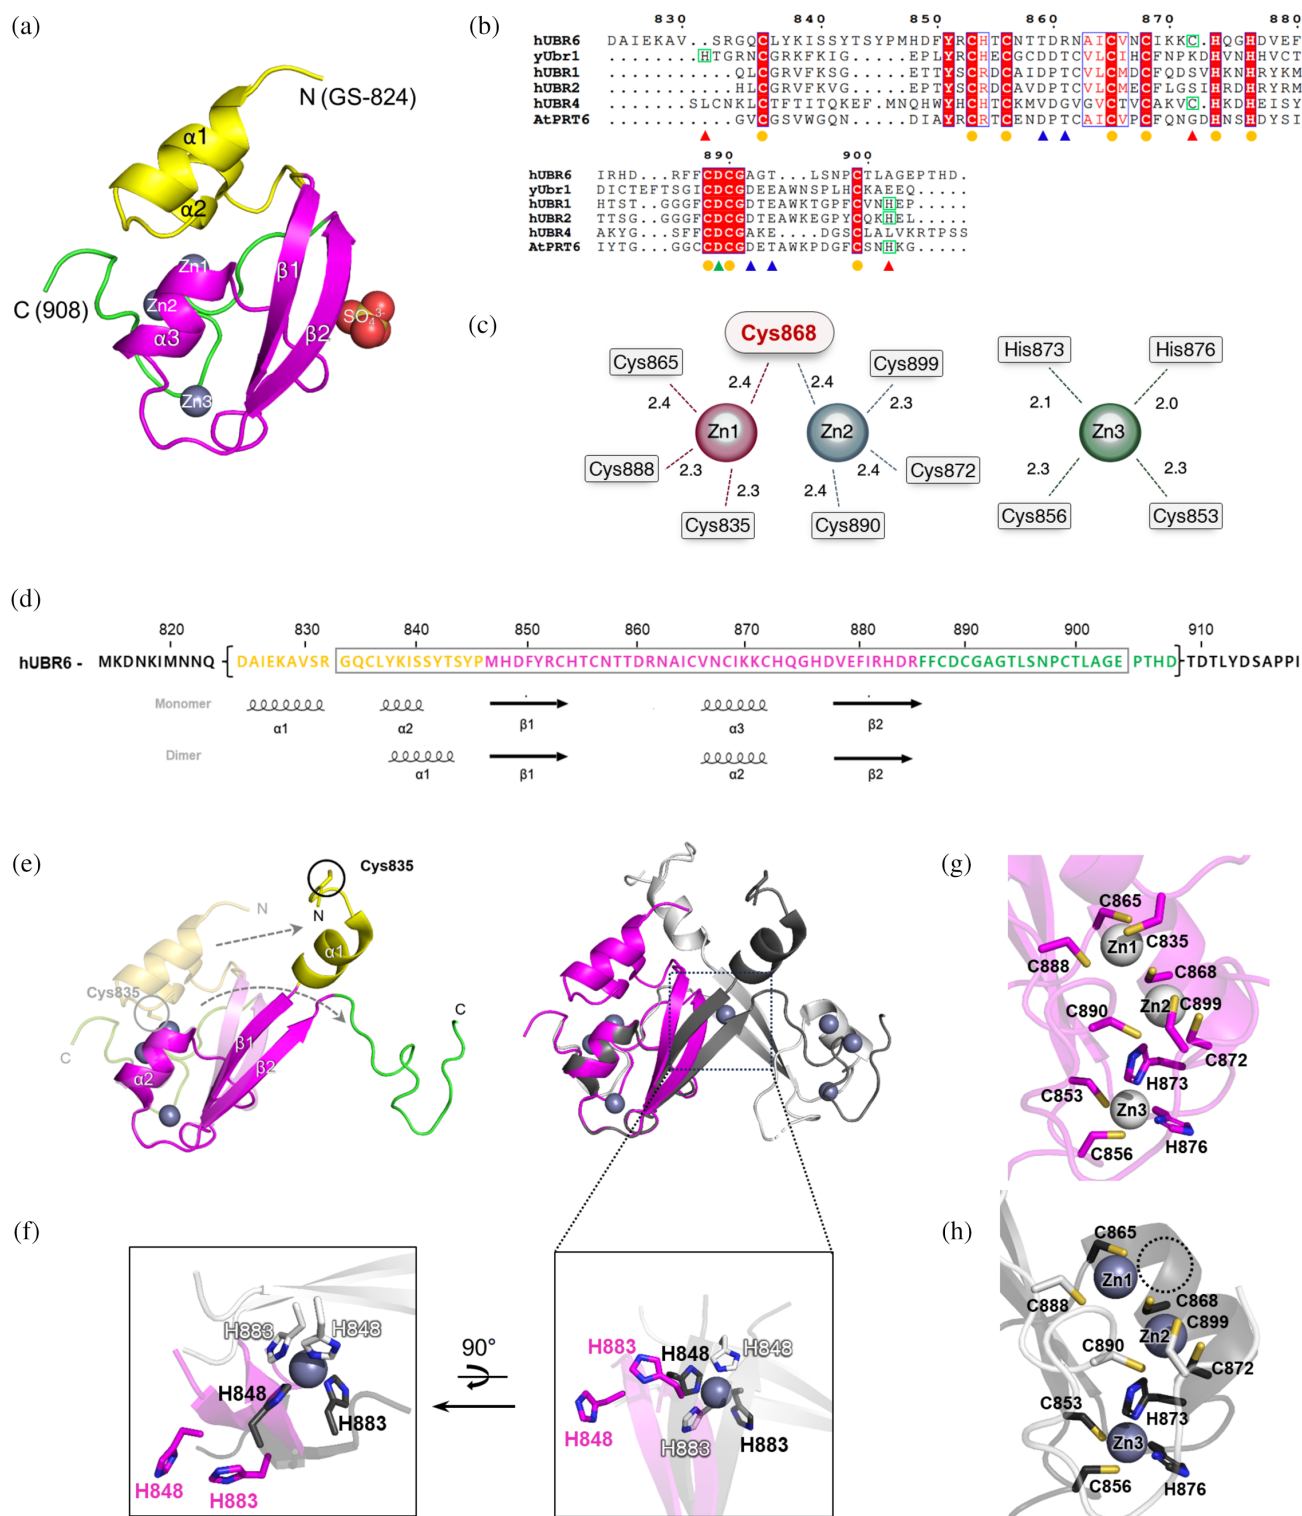 (a)
N (GS-824)
α1
α2
Zn1
β1
Zn2
C (908)
α3
β2
SO₄³⁻
Zn3
(b)
830 840 850 860 870 880
hUBR6 DAIEKAV..SRGQCLYKISSYTSYPMHDFYRCHTCNTTDRNAICVNCIKKC.HQGHDVEF
yUbr1 ........HTGRNCGRKFKIG....EPLYRCHECGCDDTCVLCIHCFNPKDHVNHHVCT
hUBR1 ...........QLCGRVFKSG....ETTYSCRDCAIDPTCVLCMDCFQDSVHKNHRYKM
hUBR2 ...........HLCGRVFKVG....EPTYSCRDCAVDPTCVLCMECFLGSIHRDHRYRM
hUBR4 .......SLCNKLCTFTITQKEF.MNQHWYHCHTCKMVDGVGVCTVCAKVC.HKDHEISY
AtPRT6 ...........GVCGSVWGQN....DIAYRCRTCENDPTCAICVPCFQNGDHNSHDYSI
890 900
hUBR6 IRHD...RFFCDCGAGT...LSNPCTLAGEPTHD.
yUbr1 DICTEFTSGICDCGDEEAWNSPLHCKAEEQ.....
hUBR1 HTST.GGGGFCDCGDTEAWKTGPFCVNHEP.....
hUBR2 TTSG.GGGFCDCGDTEAWKEGPYCQKHEL.....
hUBR4 AKYG...SFFCDCGAKE...DGSCLALVKRTPSS
AtPRT6 IYTG...GGCCDCGDETAWKPDGFCSNHKG.....
(c)
Cys868
Cys865
Cys899
His873
His876
2.4
2.4
2.4
2.3
2.1
2.0
Zn1
Zn2
Zn3
Cys888
2.3
2.4
Cys872
2.3
2.3
2.3
2.4
Cys835
Cys890
Cys856
Cys853
(d)
820 830 840 850 860 870 880 890 900 910
hUBR6 - MKDNKIMNNQ{DAIEKAVSRGQCLYKISSYTSYPMHDFYRCHTCNTTDRNAICVNCIKKCHQGHDVEFIRHDRFFCDCGAGTLSNPCTLAGEPTHD}TDTLYDSAPPI
Monomer
α1 α2 β1 α3 β2
Dimer
α1 β1 α2 β2
(e)
Cys835
N
N
α1
Cys835
C
C
β1
β2
α2
(f)
H883
H848
H848
H883
H848
H883
90°
H883
H848
H848
H848
H883
H883
(g)
C865
Zn1
C835
C888
C868
Zn2
C899
C890
C872
H873
C853
Zn3
C856
H876
(h)
C865
Zn1
C888
C868
C899
Zn2
C890
C872
C853
H873
Zn3
C856
H876